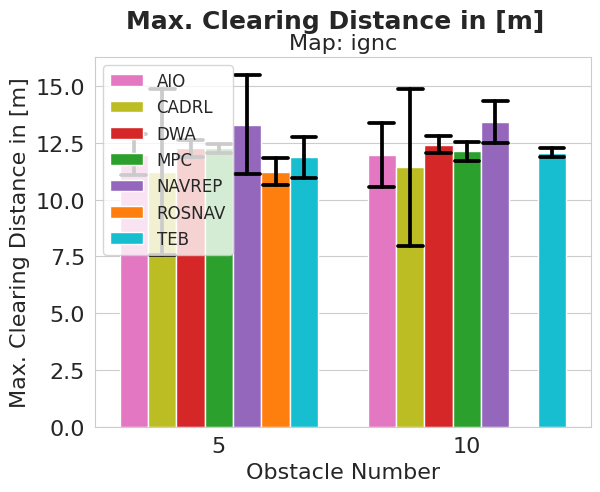 Max. Clearing Distance in [m]
Map: ignc
Max. Clearing Distance in [m]
15.0
12.5
10.0
7.5
5.0
2.5
0.0
AIO
CADRL
DWA
MPC
NAVREP
ROSNAV
TEB
5
10
Obstacle Number